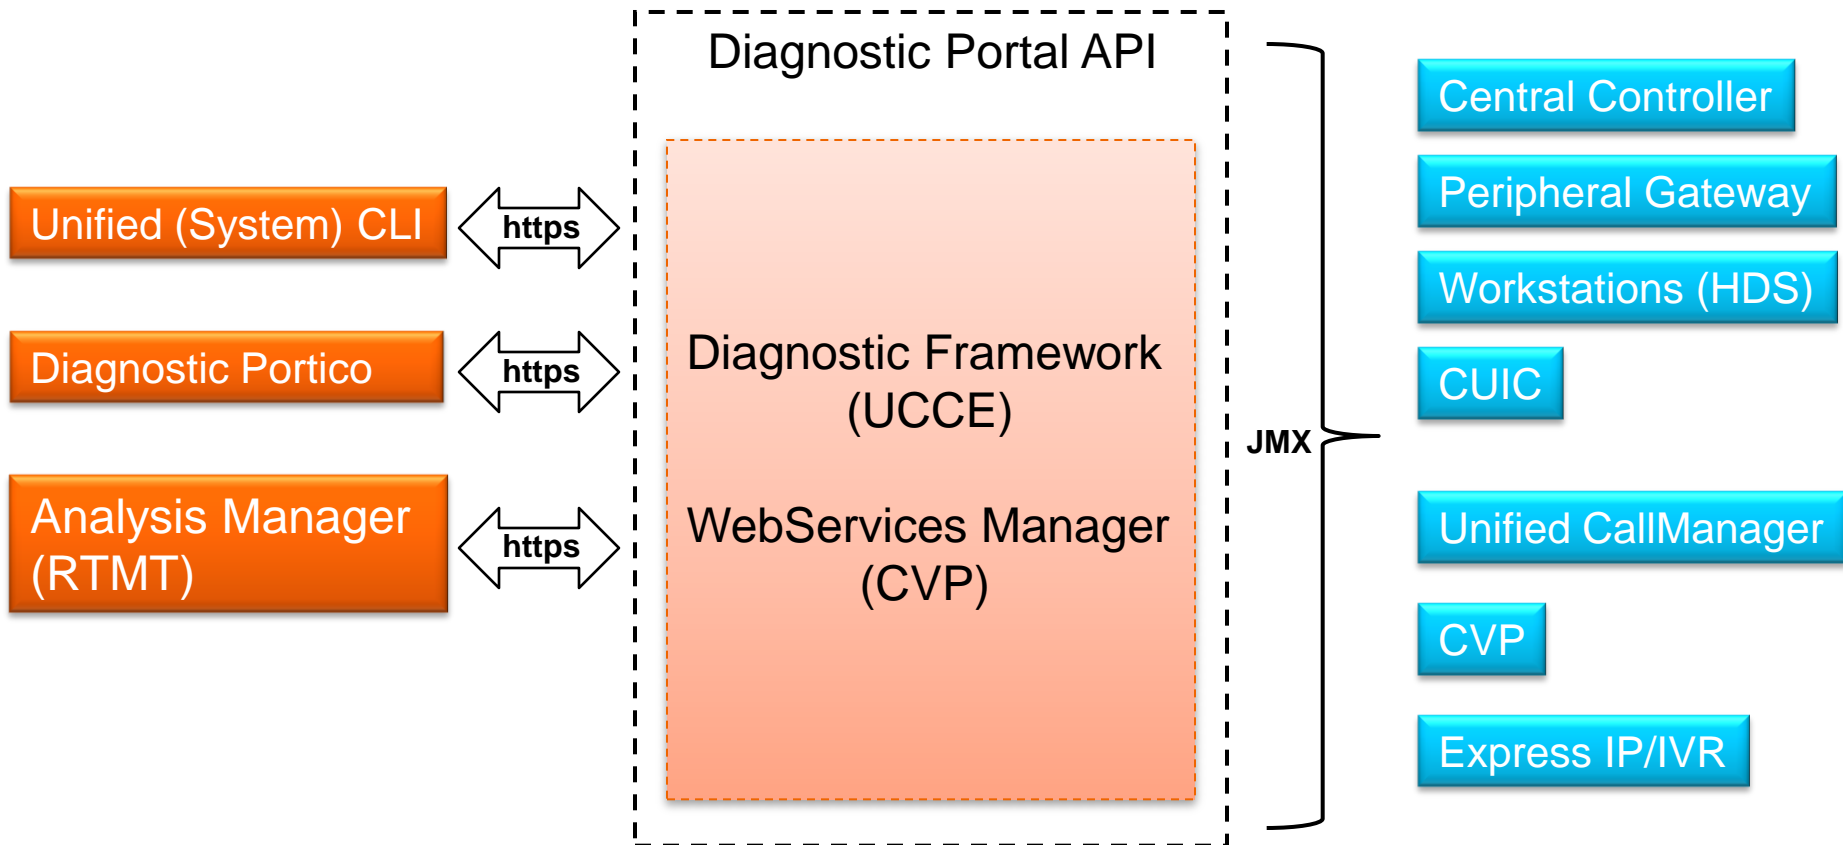 Diagnostic Portal API
Unified (System) CLI
https
Diagnostic Portico
https
Analysis Manager
(RTMT)
https
Diagnostic Framework
(UCCE)
WebServices Manager
(CVP)
JMX
Central Controller
Peripheral Gateway
Workstations (HDS)
CUIC
Unified CallManager
CVP
Express IP/IVR